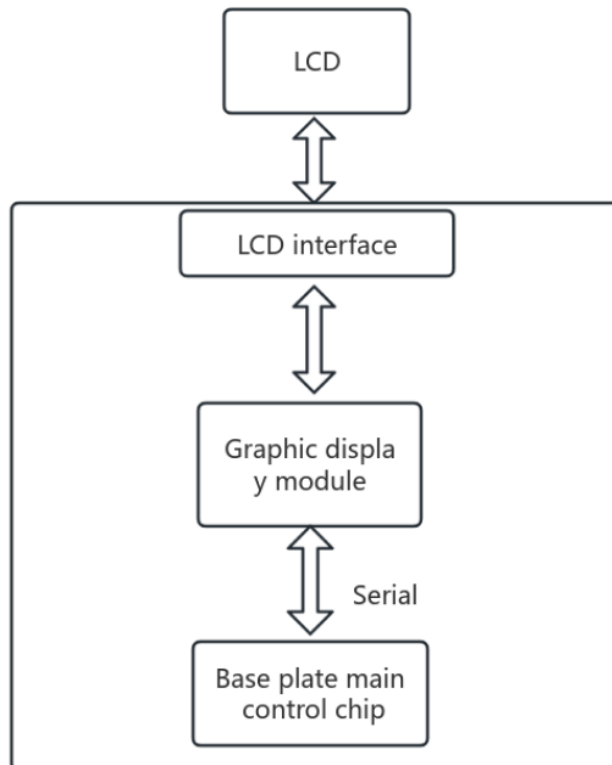 LCD
LCD interface
Graphic displa
y module
Serial
Base plate main
control chip